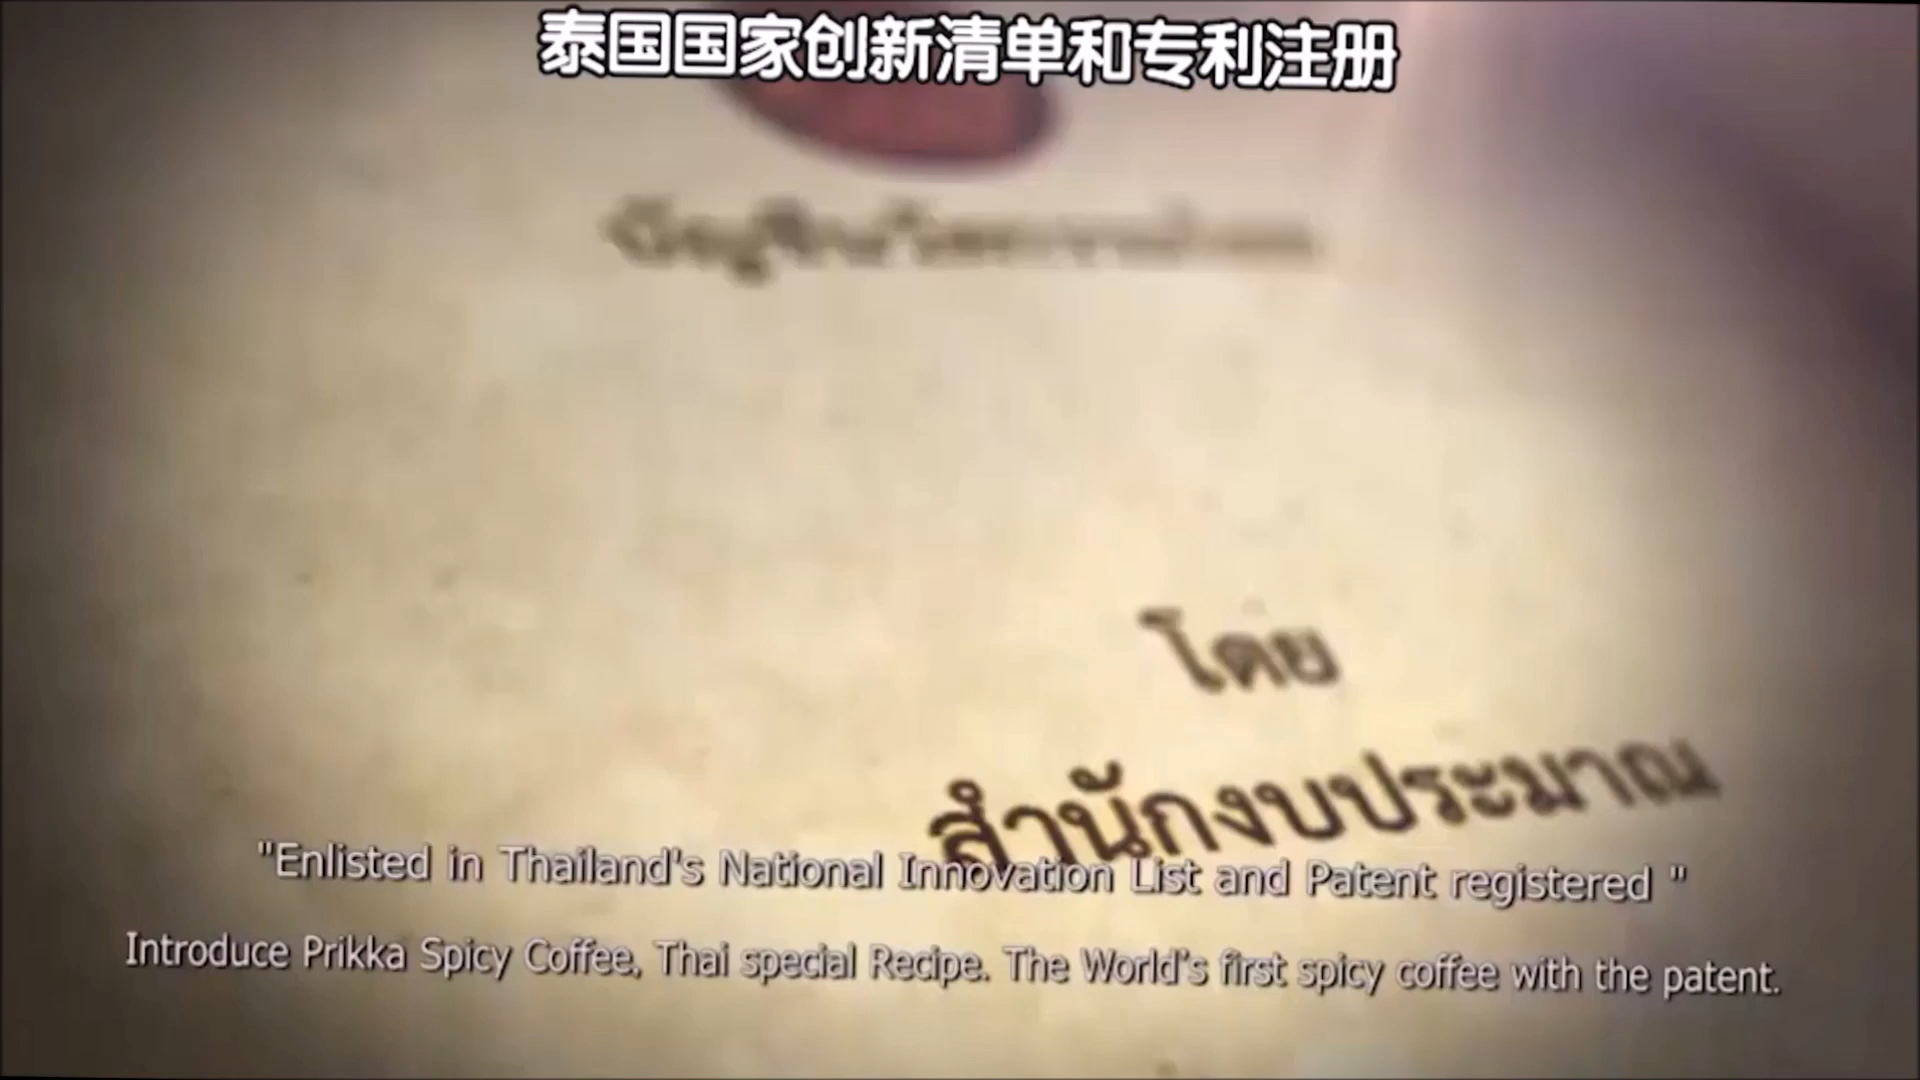 泰国国家创新清单和专利注册
โดย
สำนักงบประมาณ
"Enlisted in Thailand's National Innovation List and Patent registered "
Introduce Prikka Spicy Coffee, Thai special Recipe. The World's first spicy coffee with the patent.